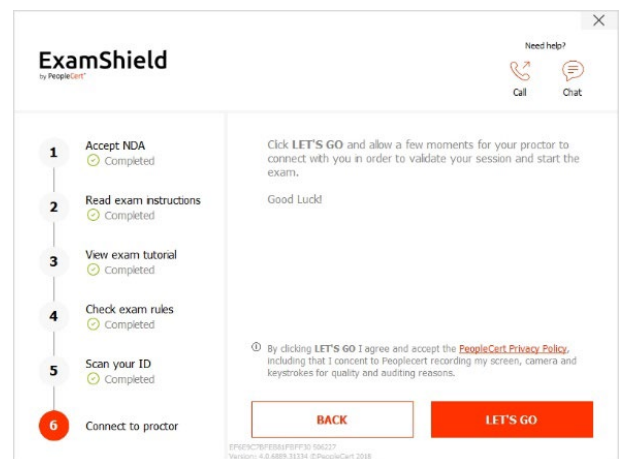 Need help?
ExamShield
by PeopleCert
Call
Chat
1
Accept NDA
Completed
2
Read exam instructions
Completed
3
View exam tutorial
Completed
4
Check exam rules
Completed
5
Scan your ID
Completed
6
Connect to proctor
Click LET'S GO and allow a few moments for your proctor to
connect with you in order to validate your session and start the
exam.
Good Luck!
By clicking LET'S GO I agree and accept the PeopleCert Privacy Policy,
including that I consent to Peoplecert recording my screen, camera and
keystrokes for quality and auditing reasons.
BACK
LET'S GO
©PeopleCert 2018